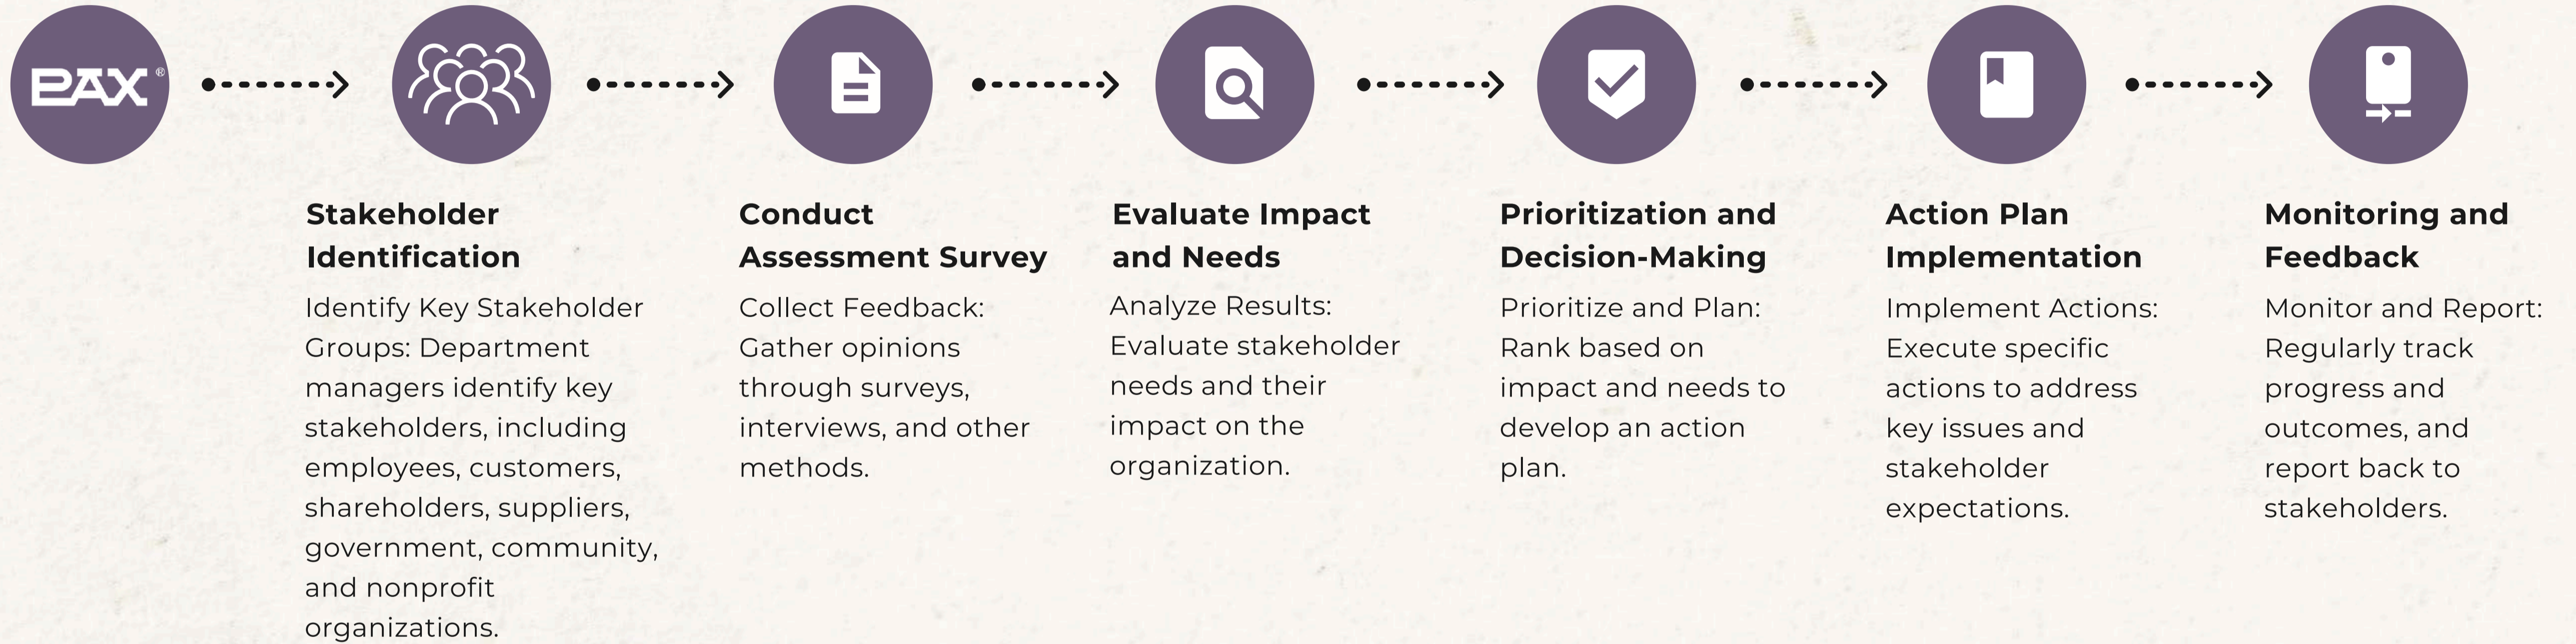 PAX®
Stakeholder
Identification
Identify Key Stakeholder
Groups: Department
managers identify key
stakeholders, including
employees, customers,
shareholders, suppliers,
government, community,
and nonprofit
organizations.
Conduct
Assessment Survey
Collect Feedback:
Gather opinions
through surveys,
interviews, and other
methods.
Evaluate Impact
and Needs
Analyze Results:
Evaluate stakeholder
needs and their
impact on the
organization.
Prioritization and
Decision-Making
Prioritize and Plan:
Rank based on
impact and needs to
develop an action
plan.
Action Plan
Implementation
Implement Actions:
Execute specific
actions to address
key issues and
stakeholder
expectations.
Monitoring and
Feedback
Monitor and Report:
Regularly track
progress and
outcomes, and
report back to
stakeholders.